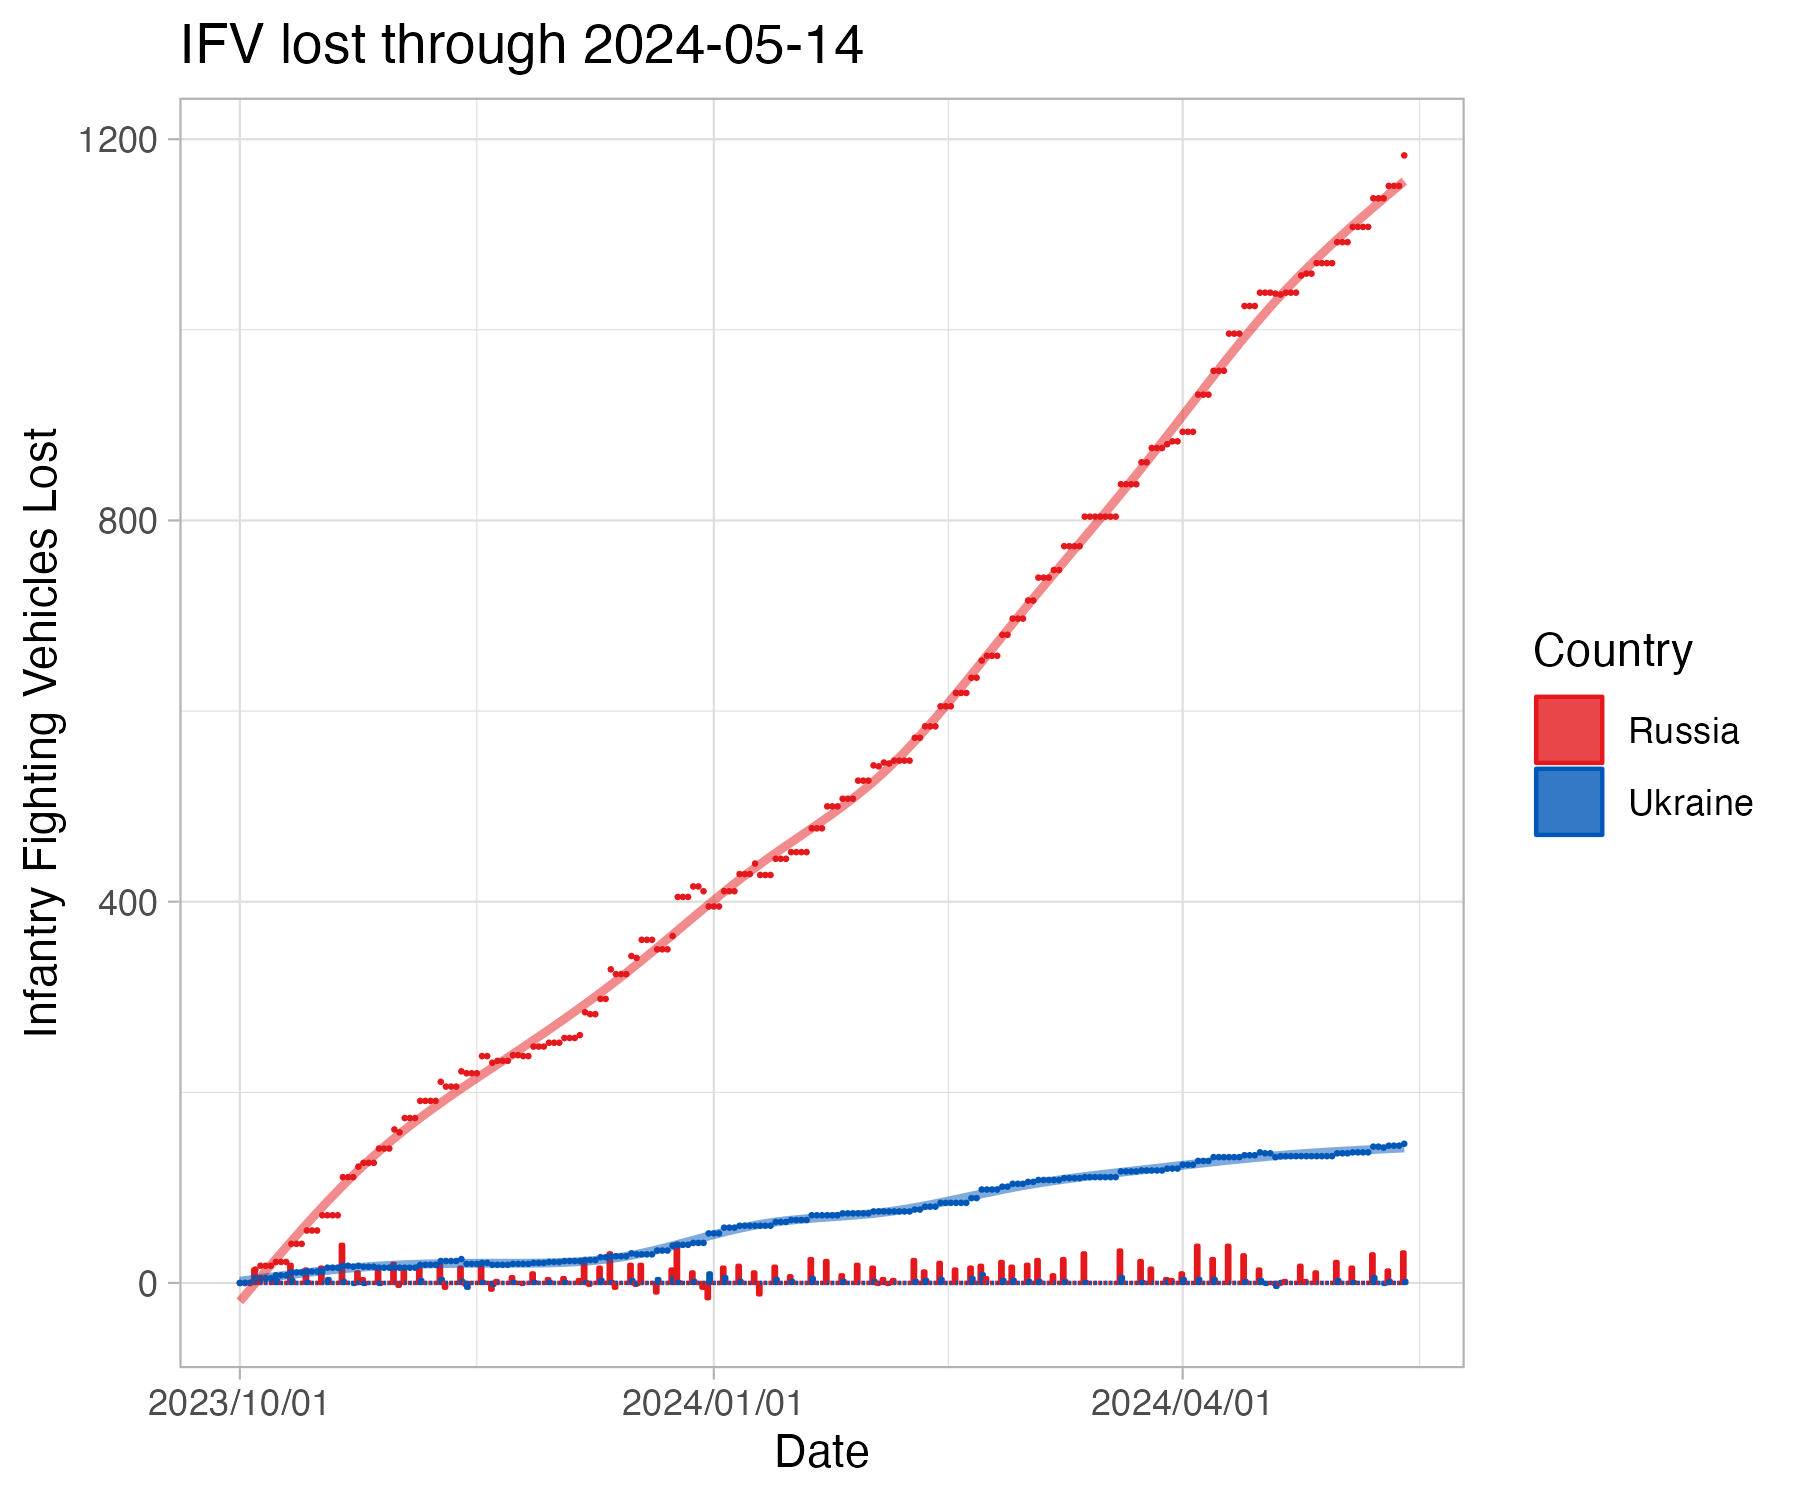 IFV lost through 2024-05-14
Infantry Fighting Vehicles Lost
1200
800
400
0
2023/10/01
2024/01/01
2024/04/01
Date
Country
Russia
Ukraine